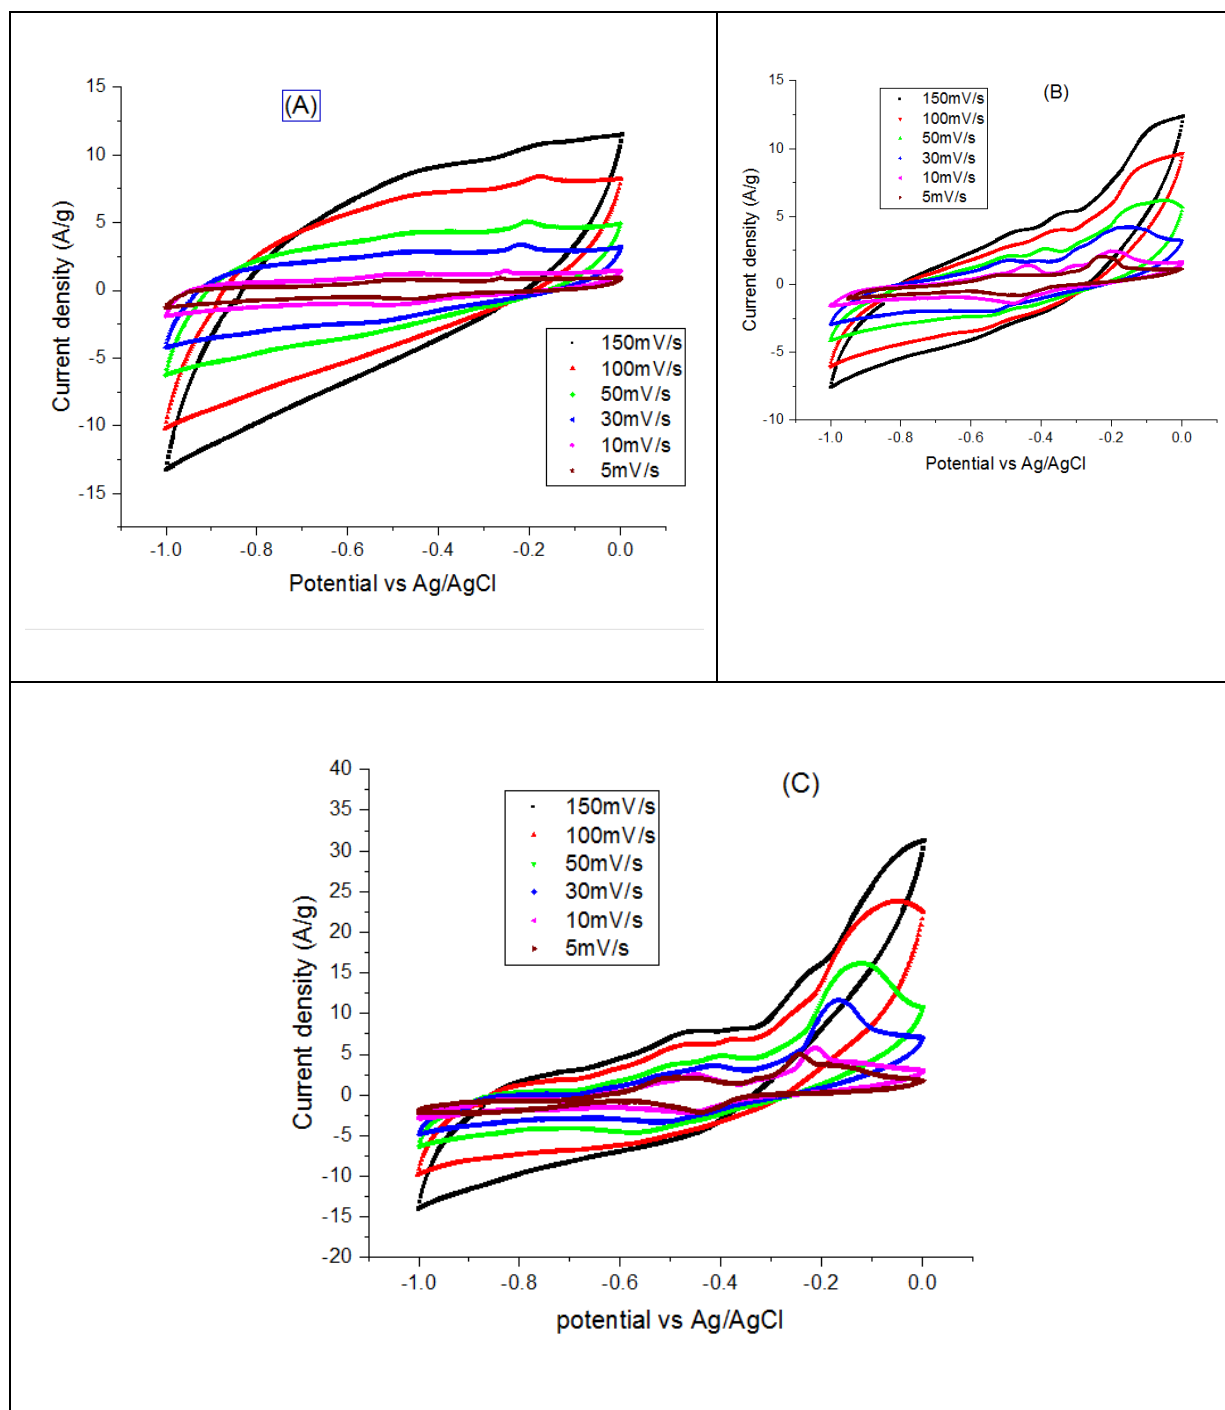 (A)
15
10
5
0
-5
-10
-15
Current density (A/g)
150mV/s
100mV/s
50mV/s
30mV/s
10mV/s
5mV/s
-1.0 -0.8 -0.6 -0.4 -0.2 0.0
Potential vs Ag/AgCl
(B)
15
10
5
0
-5
-10
Current density (A/g)
150mV/s
100mV/s
50mV/s
30mV/s
10mV/s
5mV/s
-1.0 -0.8 -0.6 -0.4 -0.2 0.0
Potential vs Ag/AgCl
(C)
40
35
30
25
20
15
10
5
0
-5
-10
-15
-20
Current density (A/g)
150mV/s
100mV/s
50mV/s
30mV/s
10mV/s
5mV/s
-1.0 -0.8 -0.6 -0.4 -0.2 0.0
potential vs Ag/AgCl